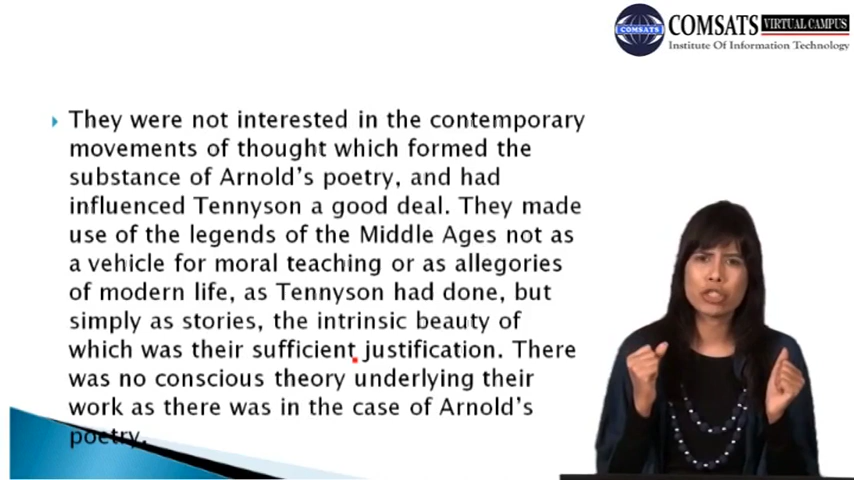 COMSATS VIRTUAL CAMPUS
COMSATS
Institute Of Information Technology
They were not interested in the contemporary
movements of thought which formed the
substance of Arnold's poetry, and had
influenced Tennyson a good deal. They made
use of the legends of the Middle Ages not as
a vehicle for moral teaching or as allegories
of modern life, as Tennyson had done, but
simply as stories, the intrinsic beauty of
which was their sufficient justification. There
was no conscious theory underlying their
work as there was in the case of Arnold's
poetry.